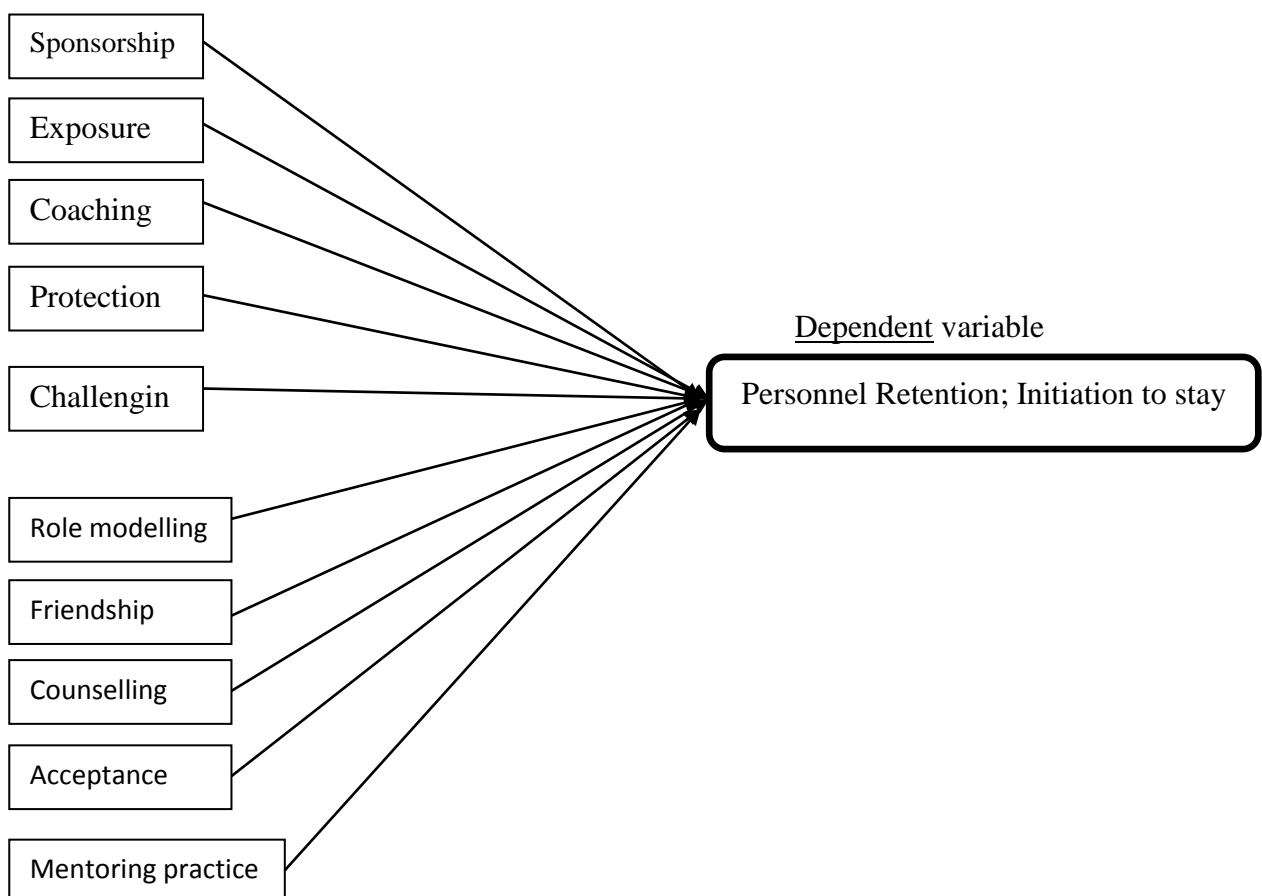 Sponsorship
Exposure
Coaching
Protection
Challengin
Role modelling
Friendship
Counselling
Acceptance
Mentoring practice
Dependent variable
Personnel Retention; Initiation to stay